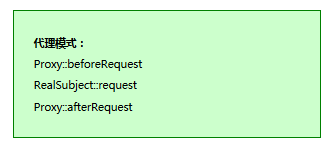 代理模式：
Proxy::beforeRequest
RealSubject::request
Proxy::afterRequest